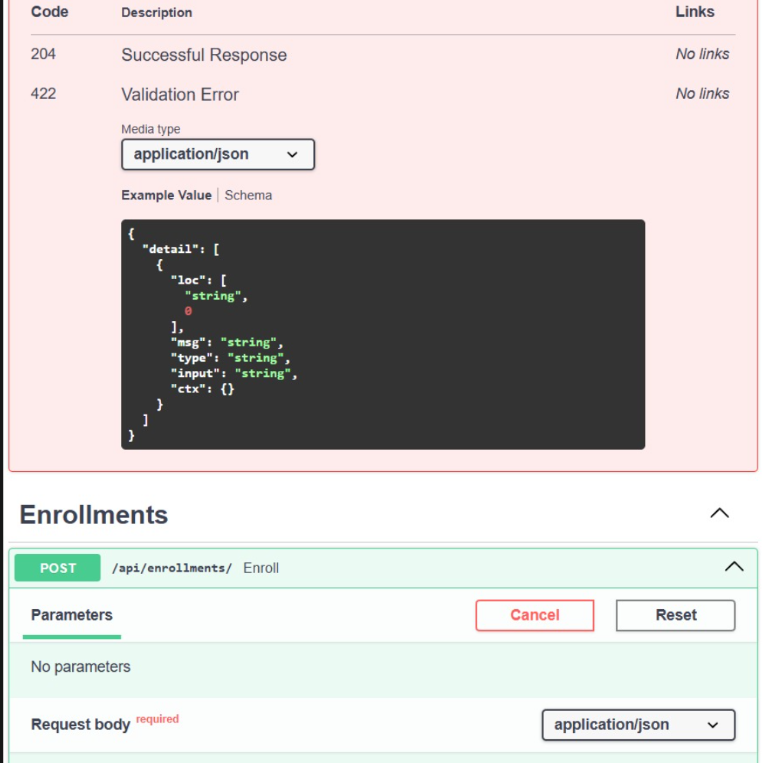 Code Description Links
204 Successful Response No links
422 Validation Error No links
Media type
application/json
Example Value Schema
{
"detail": [
{
"loc": [
"string",
0
],
"msg": "string",
"type": "string",
"input": "string",
"ctx": {}
}
]
}
Enrollments
POST /api/enrollments/ Enroll
Parameters Cancel Reset
No parameters
Request body required application/json